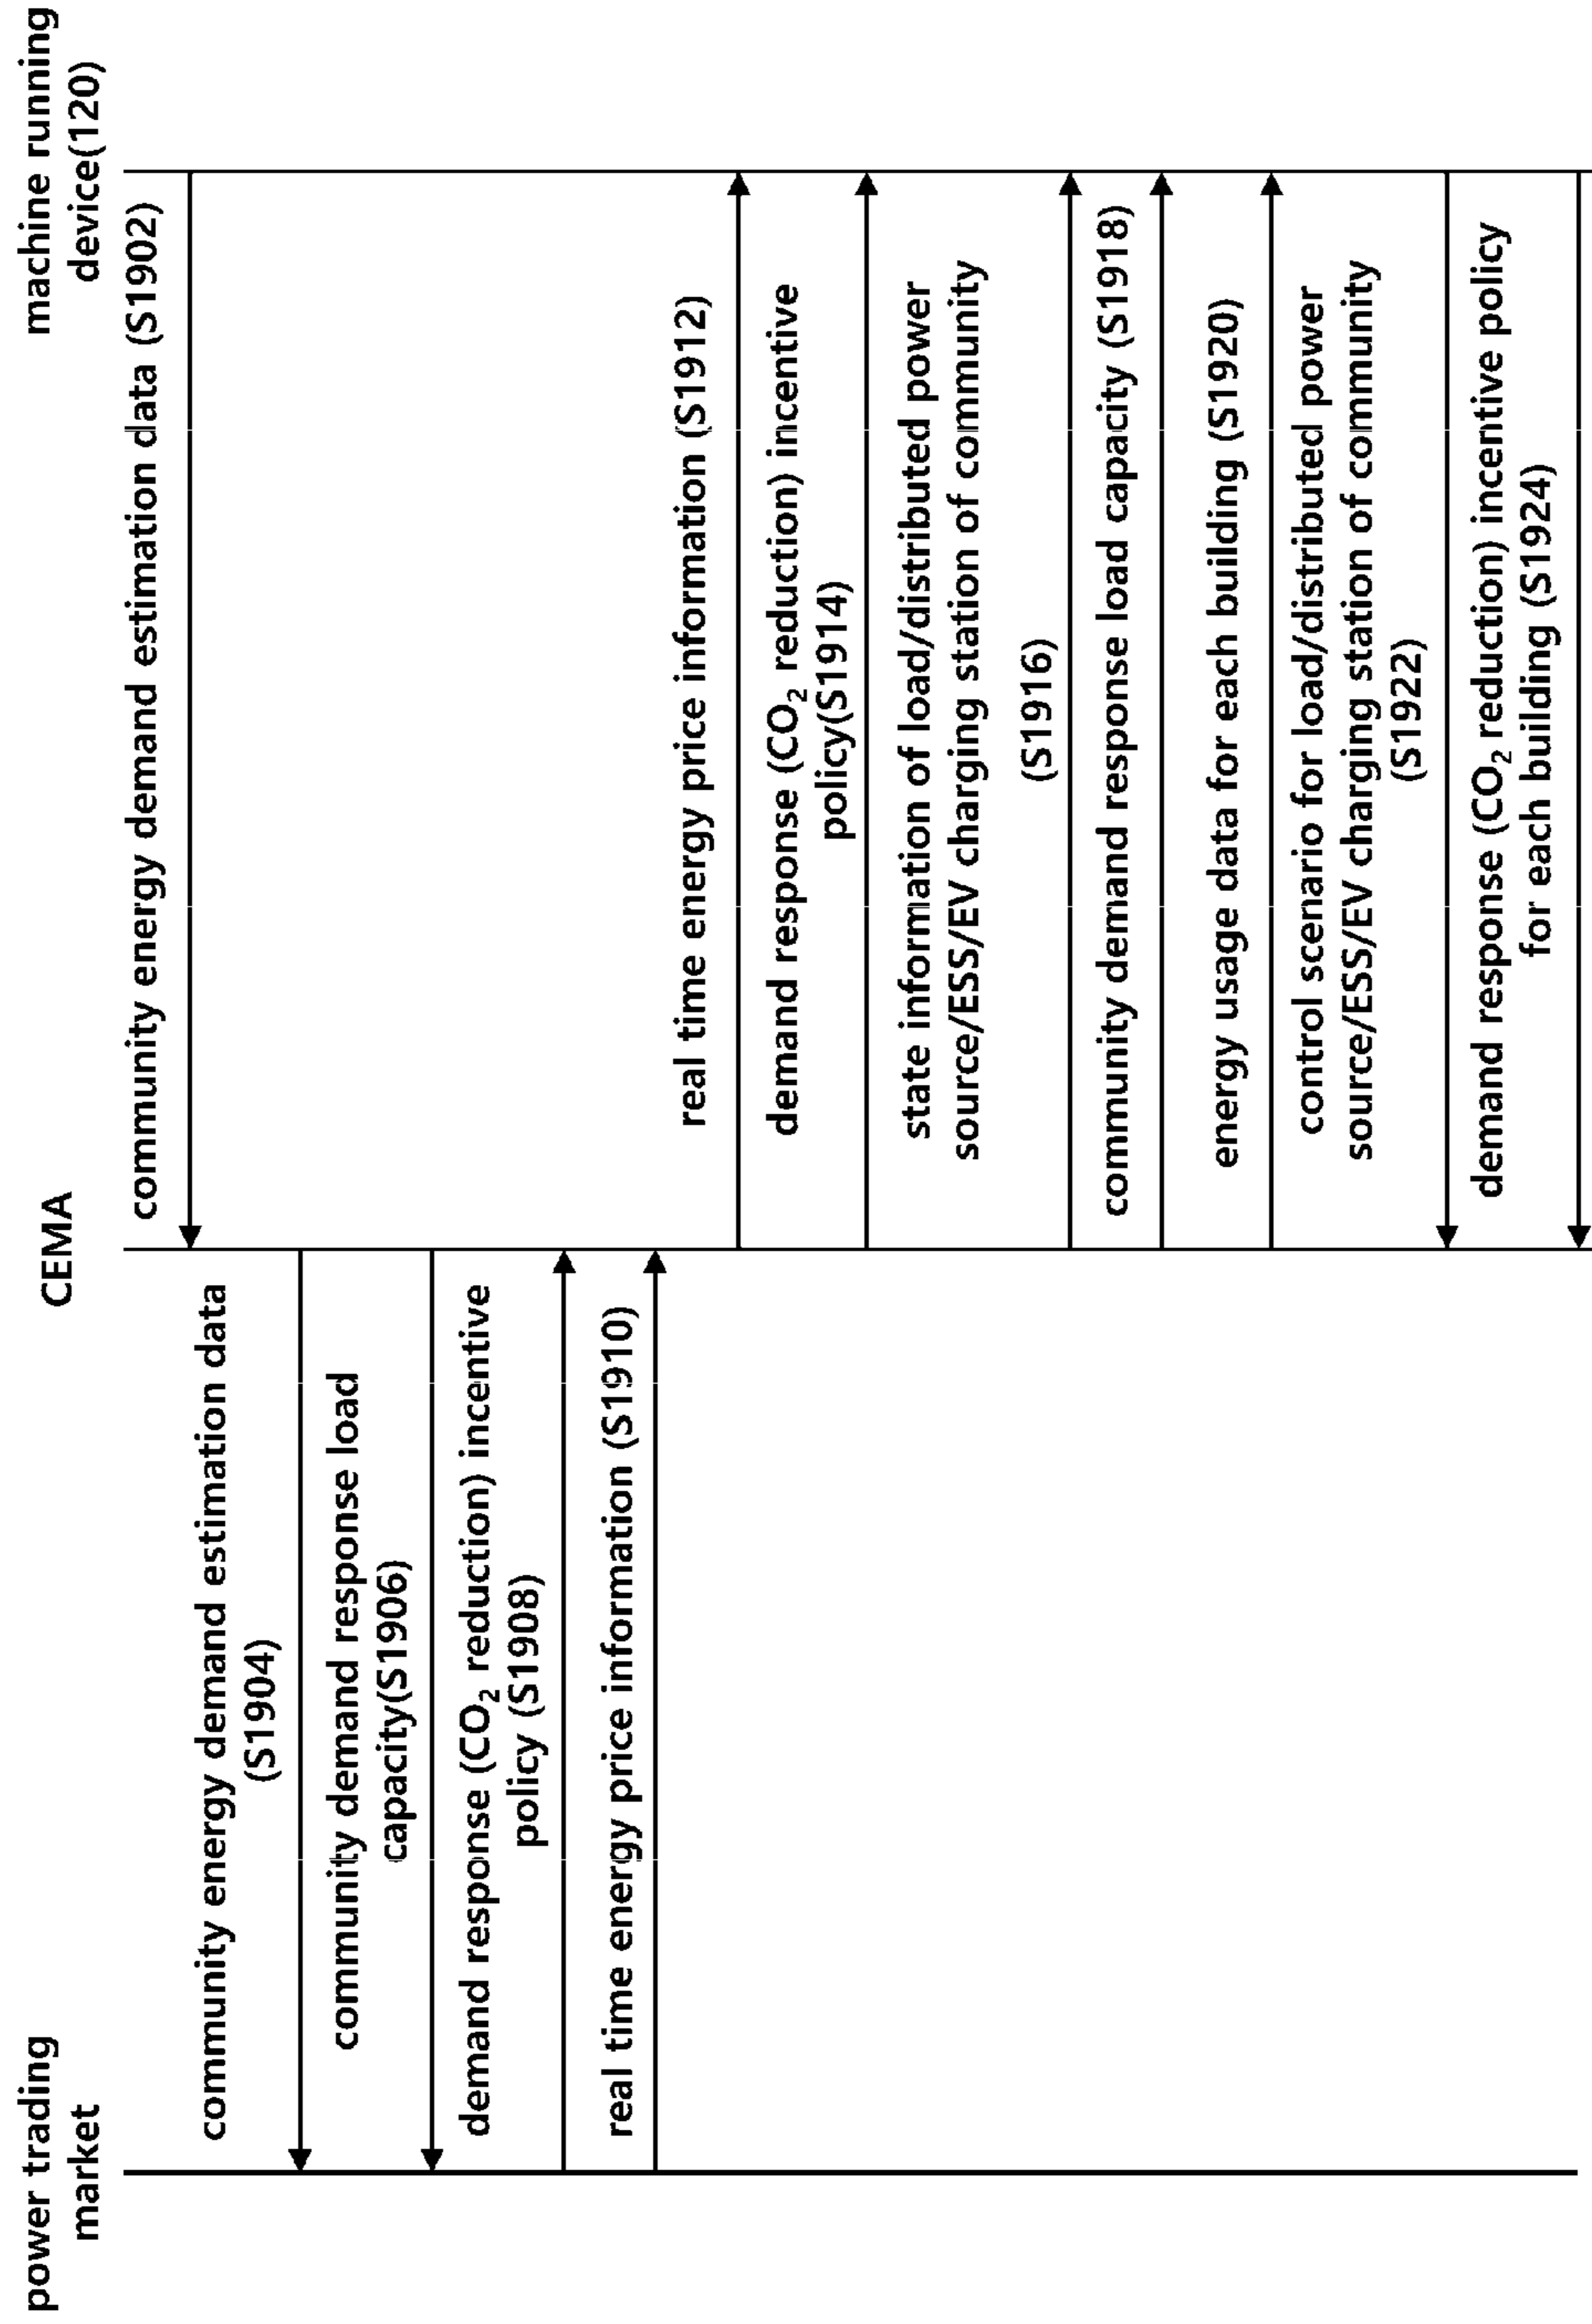 power trading
market
CEMA
machine running
device(120)
community energy demand estimation data (S1902)
community energy demand estimation data
(S1904)
community demand response load
capacity(S1906)
demand response (CO₂ reduction) incentive
policy (S1908)
real time energy price information (S1910)
real time energy price information (S1912)
demand response (CO₂ reduction) incentive
policy(S1914)
state information of load/distributed power
source/ESS/EV charging station of community
(S1916)
community demand response load capacity (S1918)
energy usage data for each building (S1920)
control scenario for load/distributed power
source/ESS/EV charging station of community
(S1922)
demand response (CO₂ reduction) incentive policy
for each building (S1924)